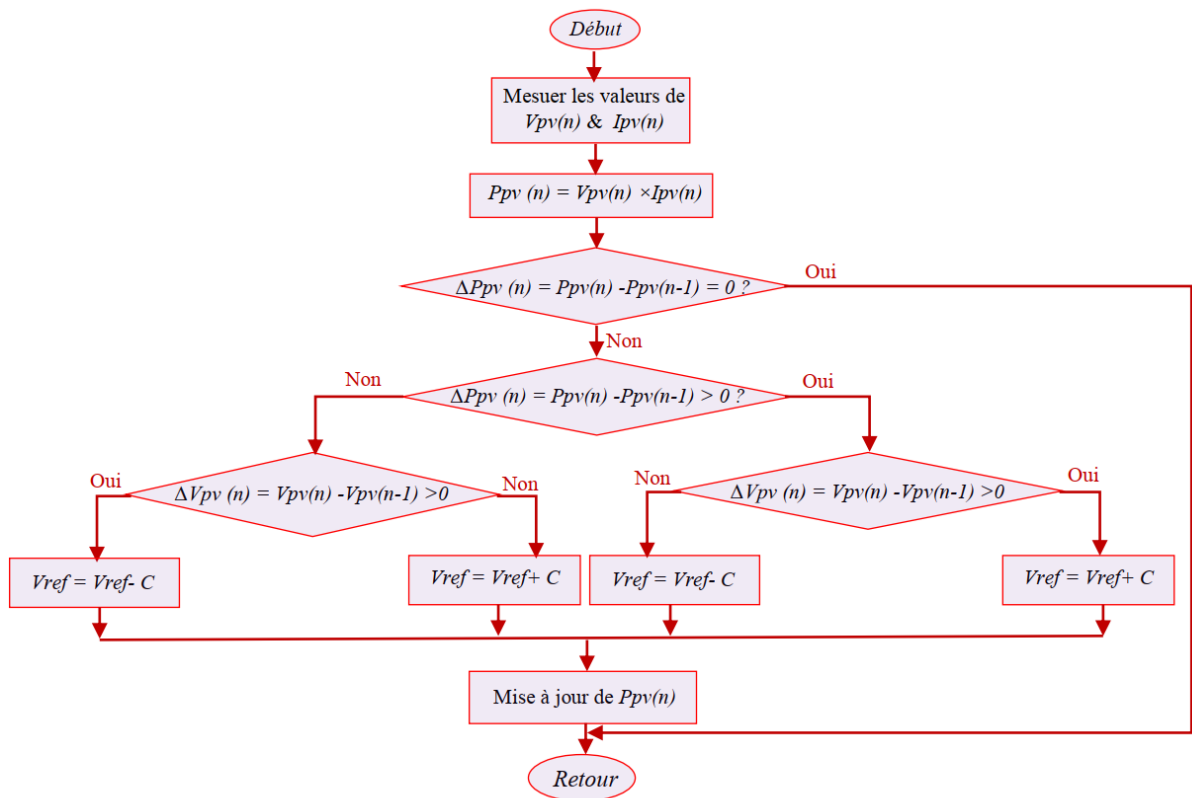 Début
Mesuer les valeurs de
Vpv(n) & Ipv(n)
Ppv (n) = Vpv(n) ×Ipv(n)
Oui
ΔPpv (n) = Ppv(n) -Ppv(n-1) = 0 ?
Non
Non
Oui
ΔPpv (n) = Ppv(n) -Ppv(n-1) > 0 ?
Oui
ΔVpv (n) = Vpv(n) -Vpv(n-1) >0
Non
Non
ΔVpv (n) = Vpv(n) -Vpv(n-1) >0
Oui
Vref = Vref- C
Vref = Vref+ C
Vref = Vref- C
Vref = Vref+ C
Mise à jour de Ppv(n)
Retour